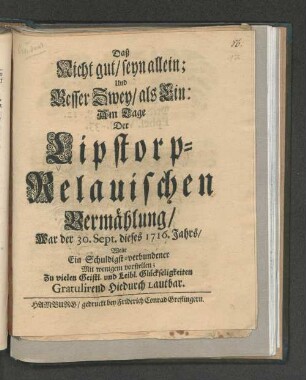 Daß
Nicht gut/ seyn allein;
Und
Besser Zwey/ als Ein:
Am Tage
Der
Lipstorp-
Relauischen
Vermählung/
War der 30. Sept. dieses 1716. Jahrs/
Wolte
Ein Schuldigst-verbundener
Mit wenigem vorstellen;
Zu vielen Geistl. und Leibl. Glückseligkeiten
Gratulirend Hiedurch Lautbar.
HAMBURG/ gedruckt bey Friderich Conrad Greflingern.